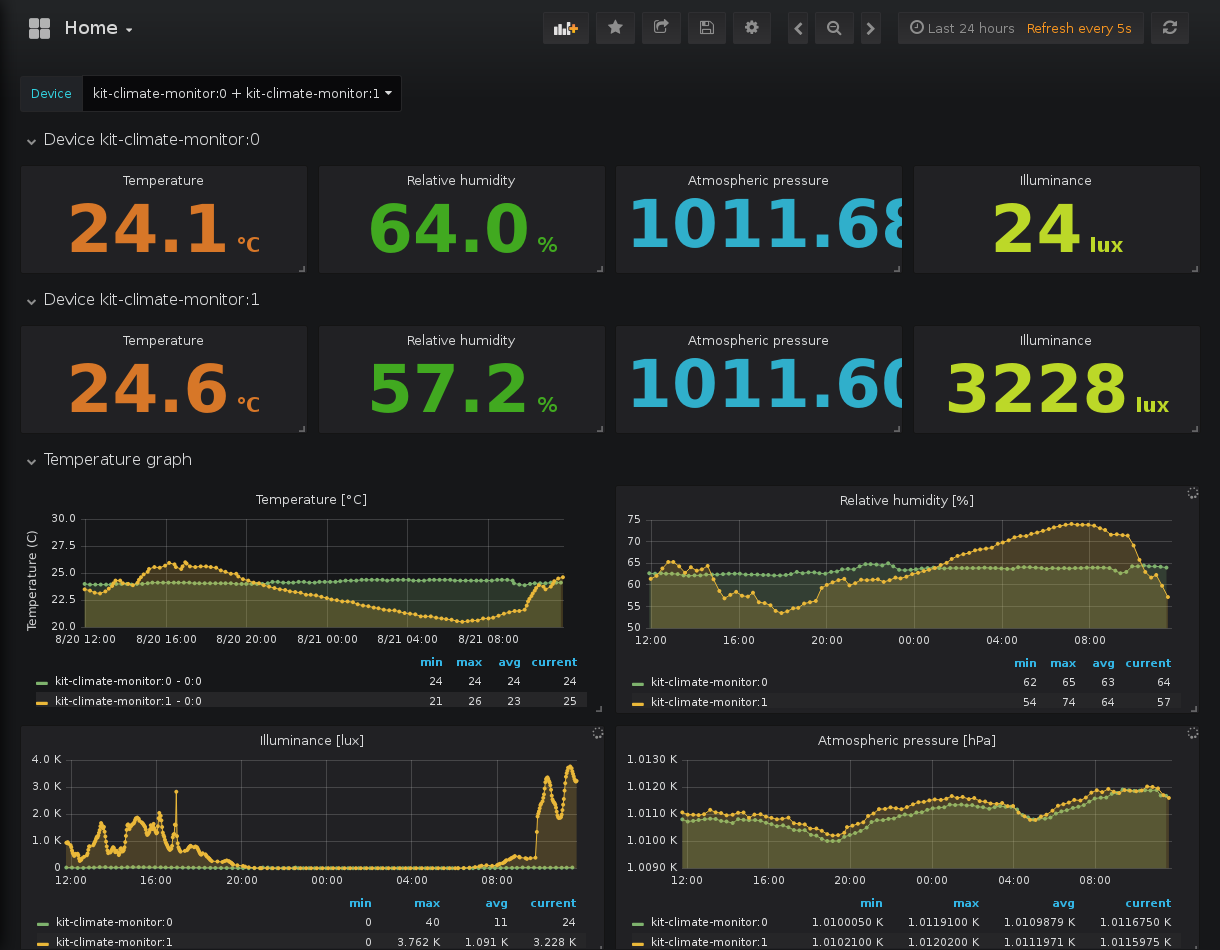 Home
Last 24 hours Refresh every 5s
Device kit-climate-monitor:0 + kit-climate-monitor:1
Device kit-climate-monitor:0
Temperature Relative humidity Atmospheric pressure Illuminance
24.1 °C 64.0 % 1011.68 24 lux
Device kit-climate-monitor:1
Temperature Relative humidity Atmospheric pressure Illuminance
24.6 °C 57.2 % 1011.60 3228 lux
Temperature graph
Temperature [°C]
Temperature (C)
30.0
27.5
25.0
22.5
20.0
8/20 12:00 8/20 16:00 8/20 20:00 8/21 00:00 8/21 04:00 8/21 08:00
min max avg current
kit-climate-monitor:0 - 0:0 24 24 24 24
kit-climate-monitor:1 - 0:0 21 26 23 25
Relative humidity [%]
75
70
65
60
55
50
12:00 16:00 20:00 00:00 04:00 08:00
min max avg current
kit-climate-monitor:0 62 65 63 64
kit-climate-monitor:1 54 74 64 57
Illuminance [lux]
4.0 K
3.0 K
2.0 K
1.0 K
0
12:00 16:00 20:00 00:00 04:00 08:00
min max avg current
kit-climate-monitor:0 0 40 11 24
kit-climate-monitor:1 0 3.762 K 1.091 K 3.228 K
Atmospheric pressure [hPa]
1.0130 K
1.0120 K
1.0110 K
1.0100 K
1.0090 K
12:00 16:00 20:00 00:00 04:00 08:00
min max avg current
kit-climate-monitor:0 1.0100050 K 1.0119100 K 1.0109879 K 1.0116750 K
kit-climate-monitor:1 1.0102100 K 1.0120200 K 1.0111971 K 1.0115975 K